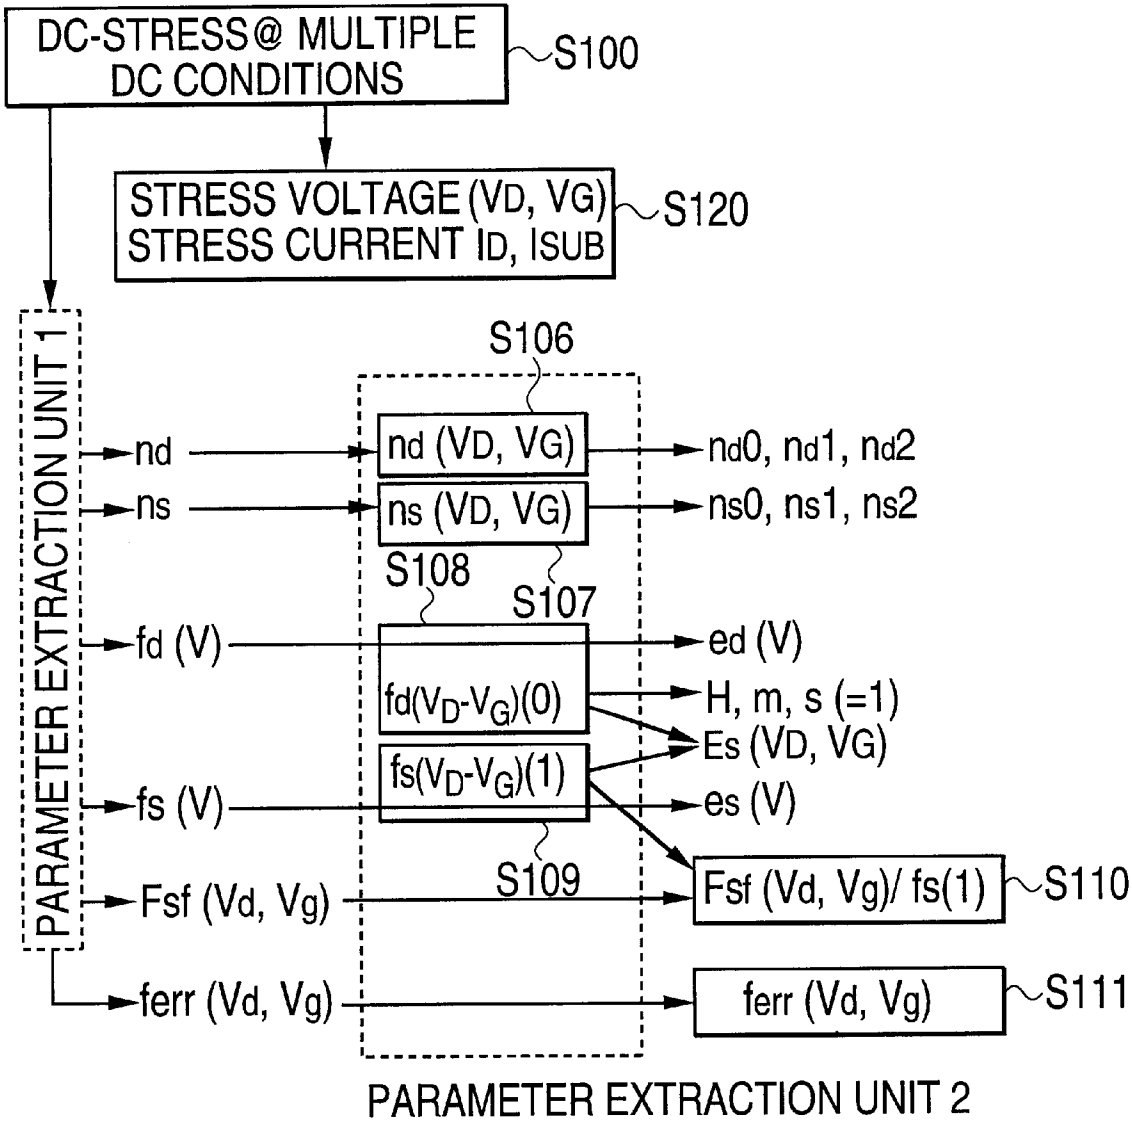 DC-STRESS@ MULTIPLE
DC CONDITIONS
S100
STRESS VOLTAGE (VD, VG)
STRESS CURRENT ID, ISUB
S120
PARAMETER EXTRACTION UNIT 1
S106
nd
nd (VD, VG)
nd0, nd1, nd2
ns
ns (VD, VG)
ns0, ns1, ns2
S108
S107
fd (V)
ed (V)
fd(VD-VG)(0)
H, m, s (=1)
Es (VD, VG)
fs(VD-VG)(1)
fs (V)
es (V)
S109
Fsf (Vd, Vg)
Fsf (Vd, Vg)/ fs(1)
S110
ferr (Vd, Vg)
ferr (Vd, Vg)
S111
PARAMETER EXTRACTION UNIT 2